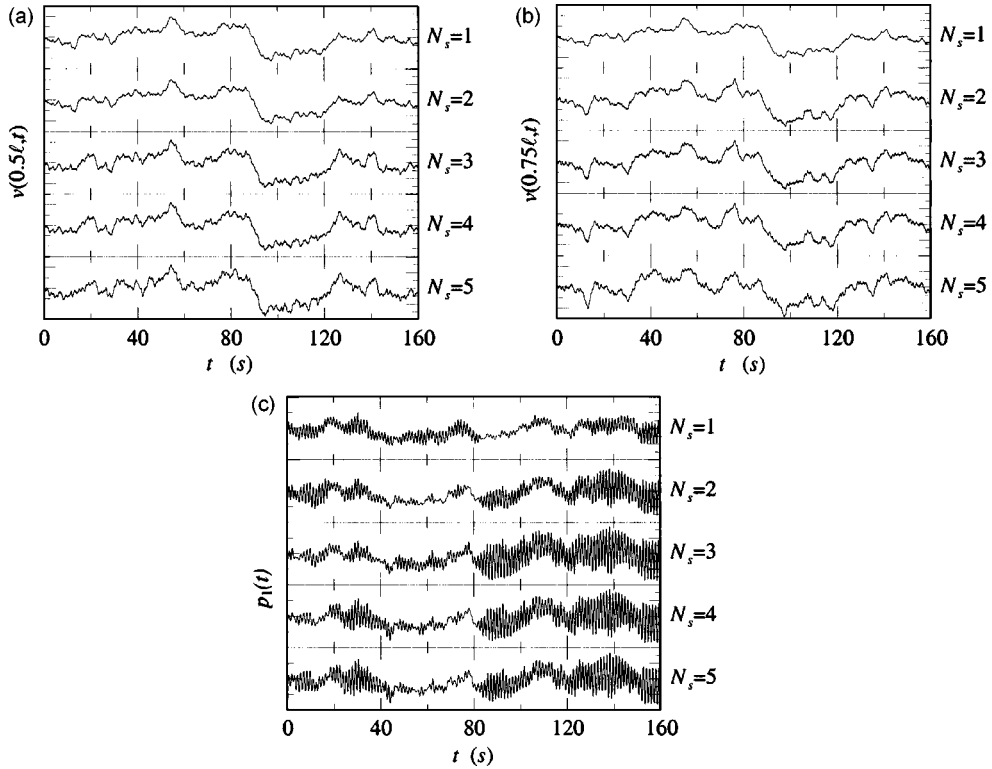 (a)
N_s=1
N_s=2
N_s=3
N_s=4
N_s=5
v(0.5ℓ,t)
0 40 80 120 160
t (s)
(b)
N_s=1
N_s=2
N_s=3
N_s=4
N_s=5
v(0.75ℓ,t)
0 40 80 120 160
t (s)
(c)
N_s=1
N_s=2
N_s=3
N_s=4
N_s=5
p_1(t)
0 40 80 120 160
t (s)